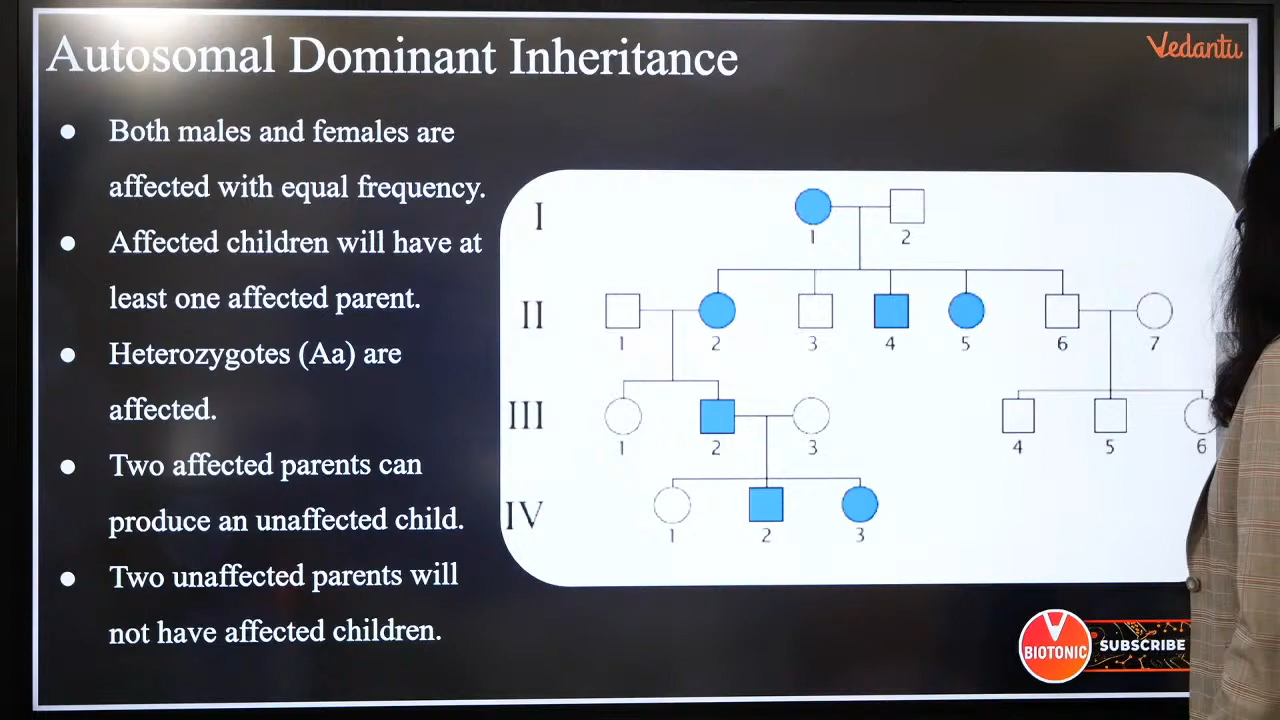 Autosomal Dominant Inheritance
Vedantu
● Both males and females are
affected with equal frequency.
● Affected children will have at
least one affected parent.
● Heterozygotes (Aa) are
affected.
● Two affected parents can
produce an unaffected child.
● Two unaffected parents will
not have affected children.
I
1 2
II
1 2 3 4 5 6 7
III
1 2 3 4 5 6
IV
1 2 3
BIOTONIC
SUBSCRIBE